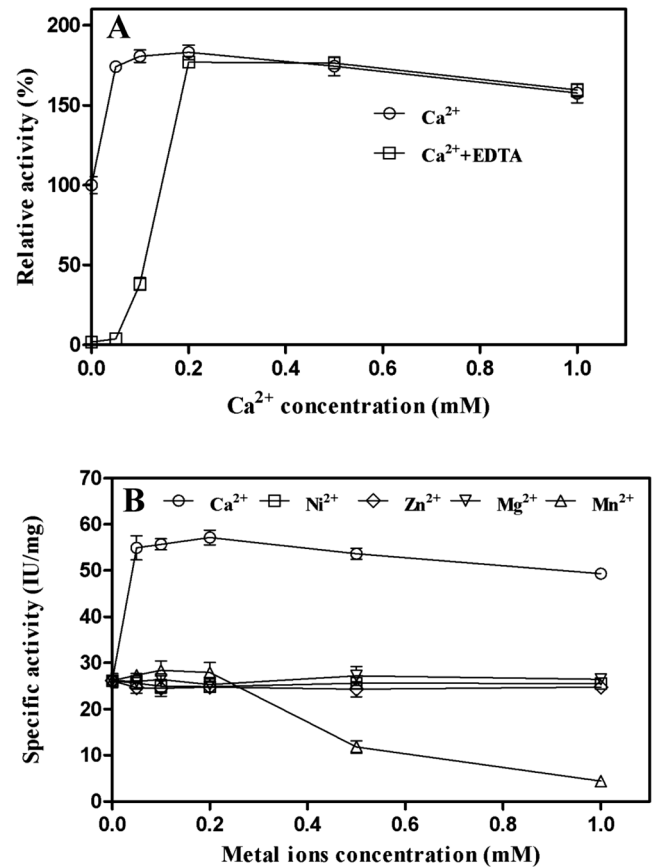 A
200
150
100
50
0
Relative activity (%)
Ca²⁺
Ca²⁺+EDTA
0.0 0.2 0.4 0.6 0.8 1.0
Ca²⁺ concentration (mM)
B
Ca²⁺ Ni²⁺ Zn²⁺ Mg²⁺ Mn²⁺
70
60
50
40
30
20
10
0
Specific activity (IU/mg)
0.0 0.2 0.4 0.6 0.8 1.0
Metal ions concentration (mM)